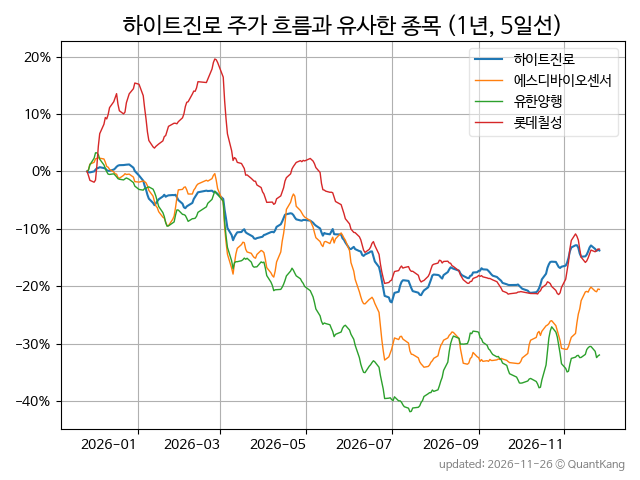 하이트진로 주가 흐름과 유사한 종목 (1년, 5일선)
하이트진로
에스디바이오센서
유한양행
롯데칠성
20%
10%
0%
−10%
−20%
−30%
−40%
2026-01
2026-03
2026-05
2026-07
2026-09
2026-11
updated: 2026-11-26 © QuantKang